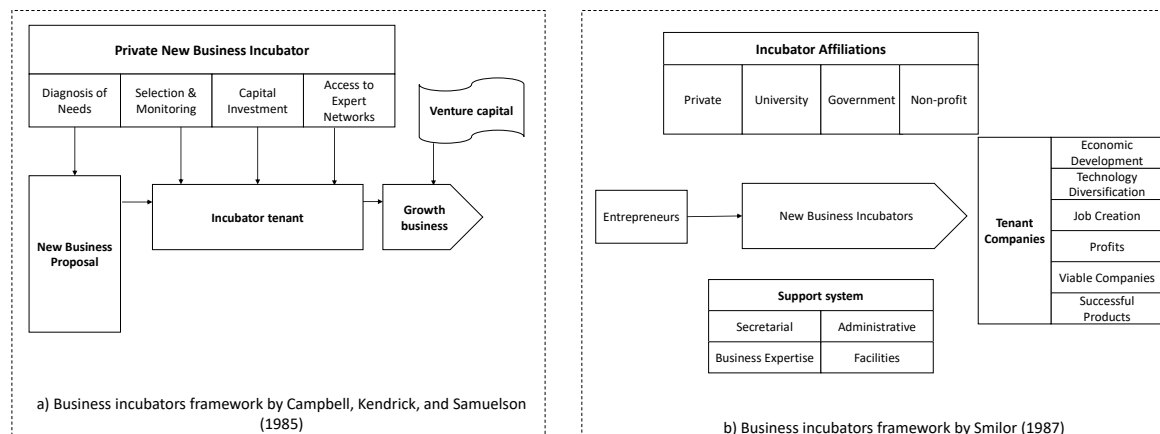 Private New Business Incubator
Diagnosis of
Needs
Selection &
Monitoring
Capital
Investment
Access to
Expert
Networks
Venture capital
New Business
Proposal
Incubator tenant
Growth
business
a) Business incubators framework by Campbell, Kendrick, and Samuelson
(1985)
Incubator Affiliations
Private
University
Government
Non-profit
Entrepreneurs
New Business Incubators
Tenant
Companies
Economic
Development
Technology
Diversification
Job Creation
Profits
Viable Companies
Successful
Products
Support system
Secretarial
Administrative
Business Expertise
Facilities
b) Business incubators framework by Smilor (1987)